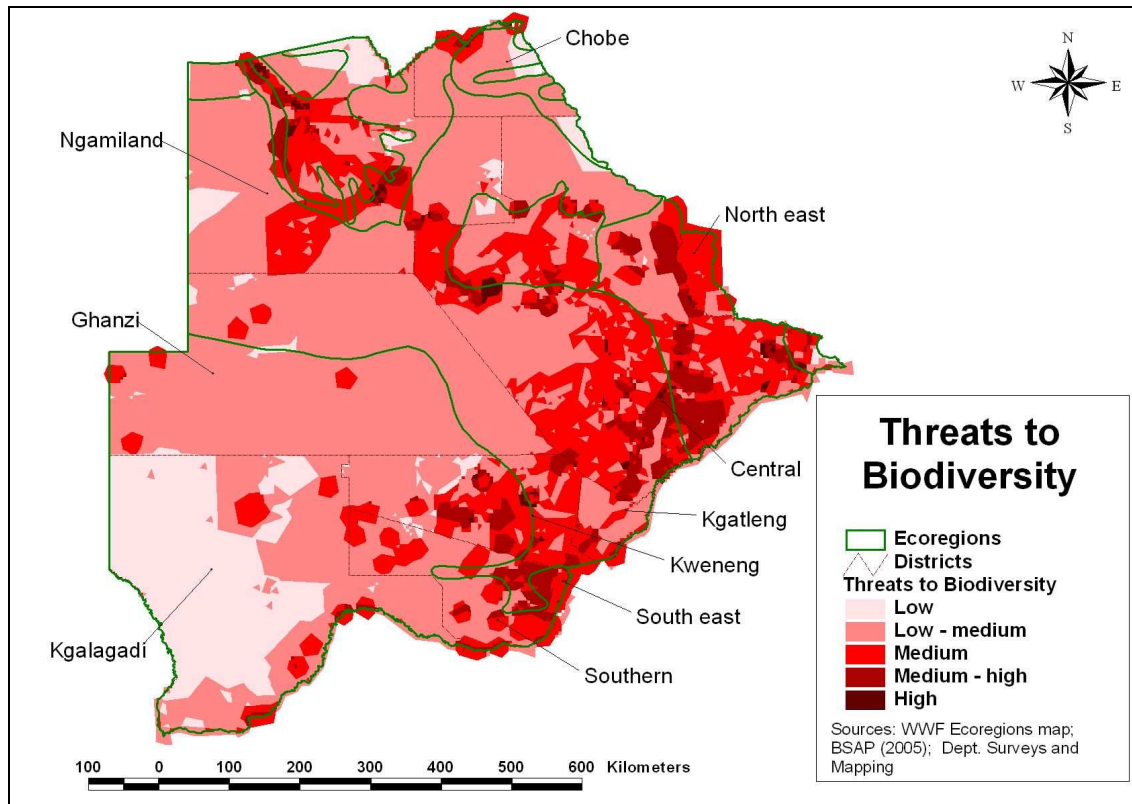 Chobe
N
W E
S
Ngamiland
North east
Ghanzi
Central
Kgatleng
Kweneng
South east
Kgalagadi
Southern
Threats to
Biodiversity
Ecoregions
Districts
Threats to Biodiversity
Low
Low - medium
Medium
Medium - high
High
Sources: WWF Ecoregions map;
BSAP (2005); Dept. Surveys and
Mapping
100 0 100 200 300 400 500 600 Kilometers